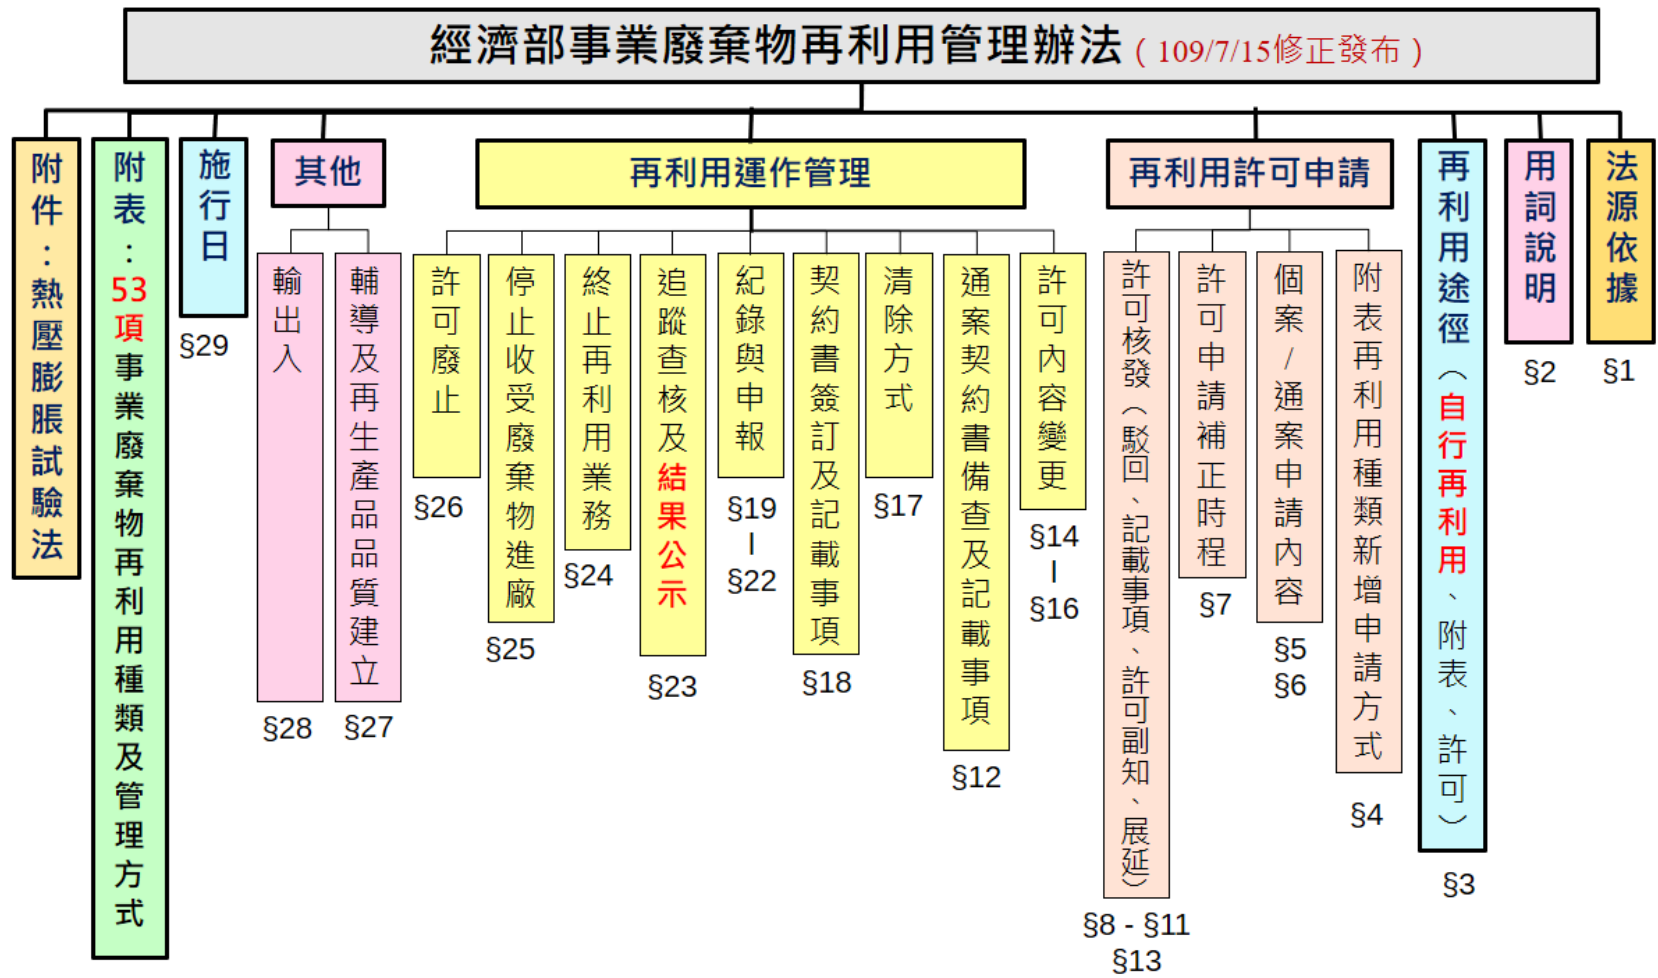 經濟部事業廢棄物再利用管理辦法(109/7/15修正發布)
法源依據
§1
用詞說明
§2
再利用途徑(自行再利用、附表、許可)
§3
再利用許可申請
附表再利用種類新增申請方式
§4
個案/通案申請內容
§5
§6
許可申請補正時程
§7
許可核發(駁回、記載事項、許可副知、展延)
§8 - §11
§13
再利用運作管理
許可內容變更
§14
|
§16
通案契約書備查及記載事項
§12
清除方式
§17
契約書簽訂及記載事項
§18
紀錄與申報
§19
|
§22
追蹤查核及結果公示
§23
終止再利用業務
§24
停止收受廢棄物進廠
§25
許可廢止
§26
其他
輔導及再生產品品質建立
§27
輸出入
§28
施行日
§29
附表:53項事業廢棄物再利用種類及管理方式
附件:熱壓膨脹試驗法